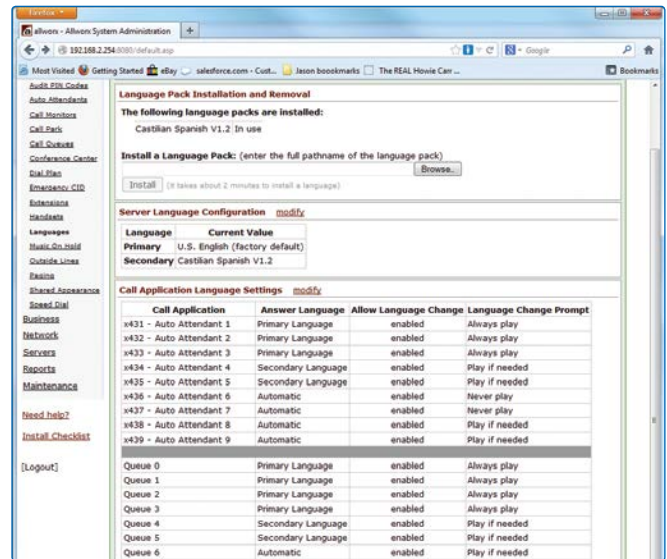 Firefox
allworx - Allworx System Administration
192.168.2.254:8080/default.asp
Google
Most Visited Getting Started eBay salesforce.com - Cust... Jason boookmarks The REAL Howie Carr ... Bookmarks
Audit PIN Codes
Auto Attendants
Call Monitors
Call Park
Call Queues
Conference Center
Dial Plan
Emergency CID
Extensions
Handsets
Languages
Music On Hold
Outside Lines
Paging
Shared Appearance
Speed Dial
Business
Network
Servers
Reports
Maintenance
Need help?
Install Checklist
[Logout]
Language Pack Installation and Removal
The following language packs are installed:
Castilian Spanish V1.2 In use
Install a Language Pack: (enter the full pathname of the language pack)
Browse..
Install (it takes about 2 minutes to install a language)
Server Language Configuration modify
Language Current Value
Primary U.S. English (factory default)
Secondary Castilian Spanish V1.2
Call Application Language Settings modify
Call Application Answer Language Allow Language Change Language Change Prompt
x431 - Auto Attendant 1 Primary Language enabled Always play
x432 - Auto Attendant 2 Primary Language enabled Always play
x433 - Auto Attendant 3 Primary Language enabled Always play
x434 - Auto Attendant 4 Secondary Language enabled Play if needed
x435 - Auto Attendant 5 Secondary Language enabled Play if needed
x436 - Auto Attendant 6 Automatic enabled Never play
x437 - Auto Attendant 7 Automatic enabled Never play
x438 - Auto Attendant 8 Automatic enabled Play if needed
x439 - Auto Attendant 9 Automatic enabled Play if needed
Queue 0 Primary Language enabled Always play
Queue 1 Primary Language enabled Always play
Queue 2 Primary Language enabled Always play
Queue 3 Primary Language enabled Always play
Queue 4 Secondary Language enabled Play if needed
Queue 5 Secondary Language enabled Play if needed
Queue 6 Automatic enabled Play if needed